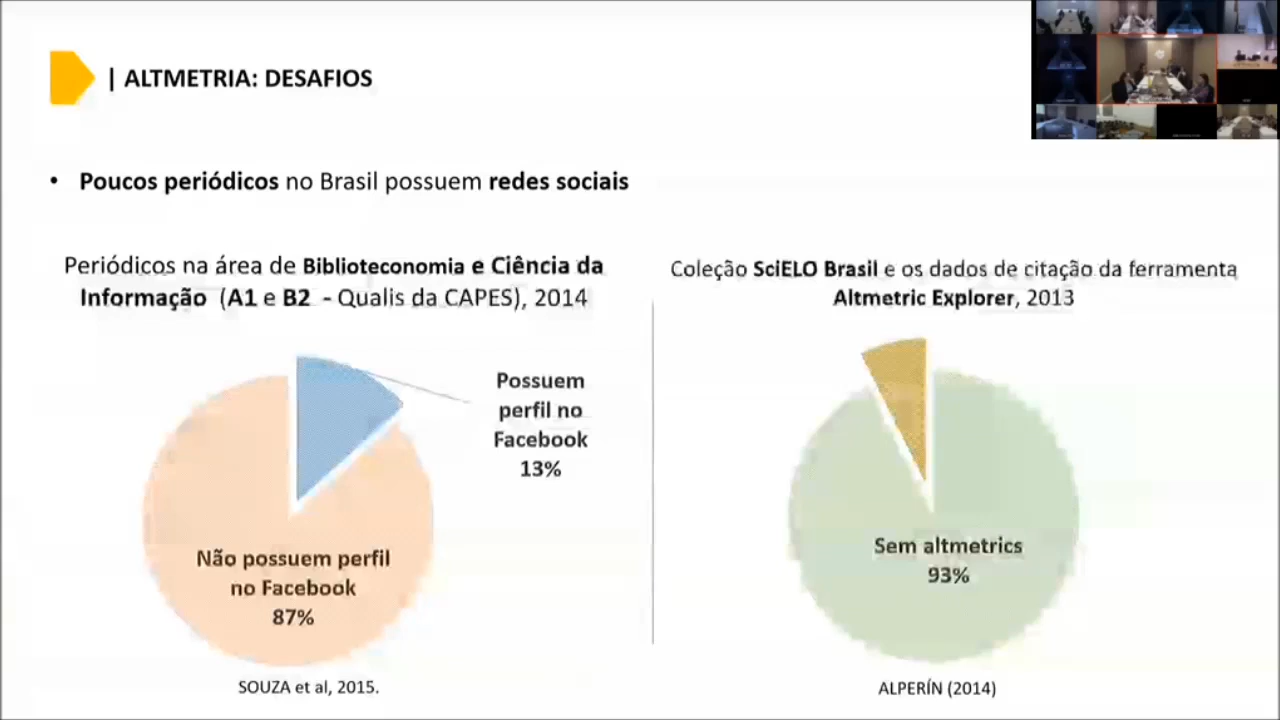 | ALTMETRIA: DESAFIOS
• Poucos periódicos no Brasil possuem redes sociais
Periódicos na área de Biblioteconomia e Ciência da
Informação (A1 e B2 - Qualis da CAPES), 2014
Possuem
perfil no
Facebook
13%
Não possuem perfil
no Facebook
87%
SOUZA et al, 2015.
Coleção SciELO Brasil e os dados de citação da ferramenta
Altmetric Explorer, 2013
Sem altmetrics
93%
ALPERÍN (2014)